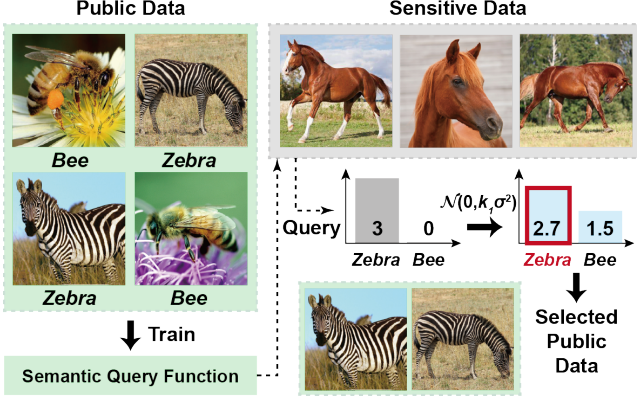 Public Data
Sensitive Data
Bee
Zebra
Zebra
Bee
Train
Semantic Query Function
Query
3
0
Zebra
Bee
𝒩(0,k₁σ²)
2.7
1.5
Zebra
Bee
Selected
Public
Data